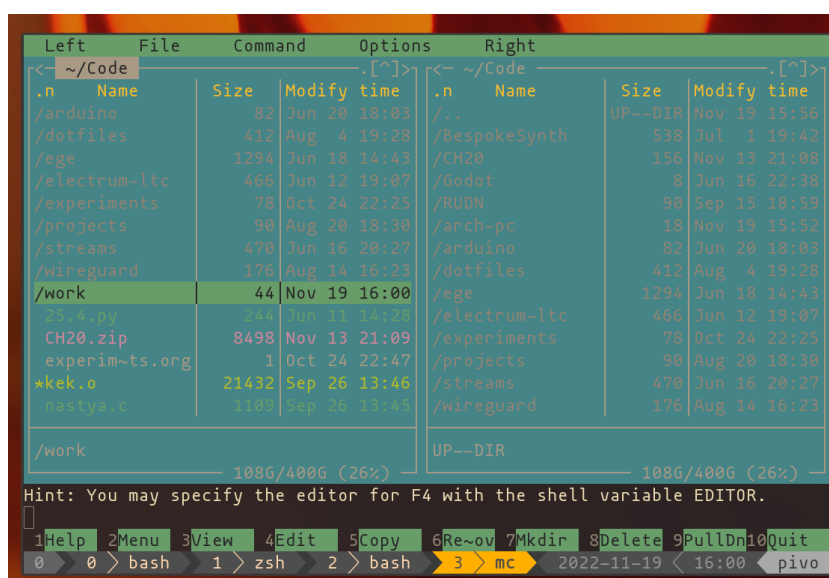 Left File Command Options Right
<- ~/Code .[^]> <- ~/Code .[^]>
.n Name Size Modify time .n Name Size Modify time
/arduino 82 Jun 20 18:03 /.. UP--DIR Nov 19 15:56
/dotfiles 412 Aug 4 19:28 /BespokeSynth 538 Jul 1 19:42
/ege 1294 Jun 18 14:43 /CH20 156 Nov 13 21:08
/electrum-ltc 466 Jun 12 19:07 /Godot 8 Jun 16 22:38
/experiments 78 Oct 24 22:25 /RUDN 90 Sep 15 18:59
/projects 90 Aug 20 18:30 /arch-pc 18 Nov 19 15:52
/streams 470 Jun 16 20:27 /arduino 82 Jun 20 18:03
/wireguard 176 Aug 14 16:23 /dotfiles 412 Aug 4 19:28
/work 44 Nov 19 16:00 /ege 1294 Jun 18 14:43
25.4.py 244 Jun 11 14:28 /electrum-ltc 466 Jun 12 19:07
CH20.zip 8498 Nov 13 21:09 /experiments 78 Oct 24 22:25
experim~ts.org 1 Oct 24 22:47 /projects 90 Aug 20 18:30
*kek.o 21432 Sep 26 13:46 /streams 470 Jun 16 20:27
nastya.c 1109 Sep 26 13:45 /wireguard 176 Aug 14 16:23
/work UP--DIR
108G/400G (26%) 108G/400G (26%)
Hint: You may specify the editor for F4 with the shell variable EDITOR.
1Help 2Menu 3View 4Edit 5Copy 6Re~ov 7Mkdir 8Delete 9PullDn 10Quit
0 0 > bash 1 > zsh 2 > bash 3 > mc 2022-11-19 < 16:00 pivo